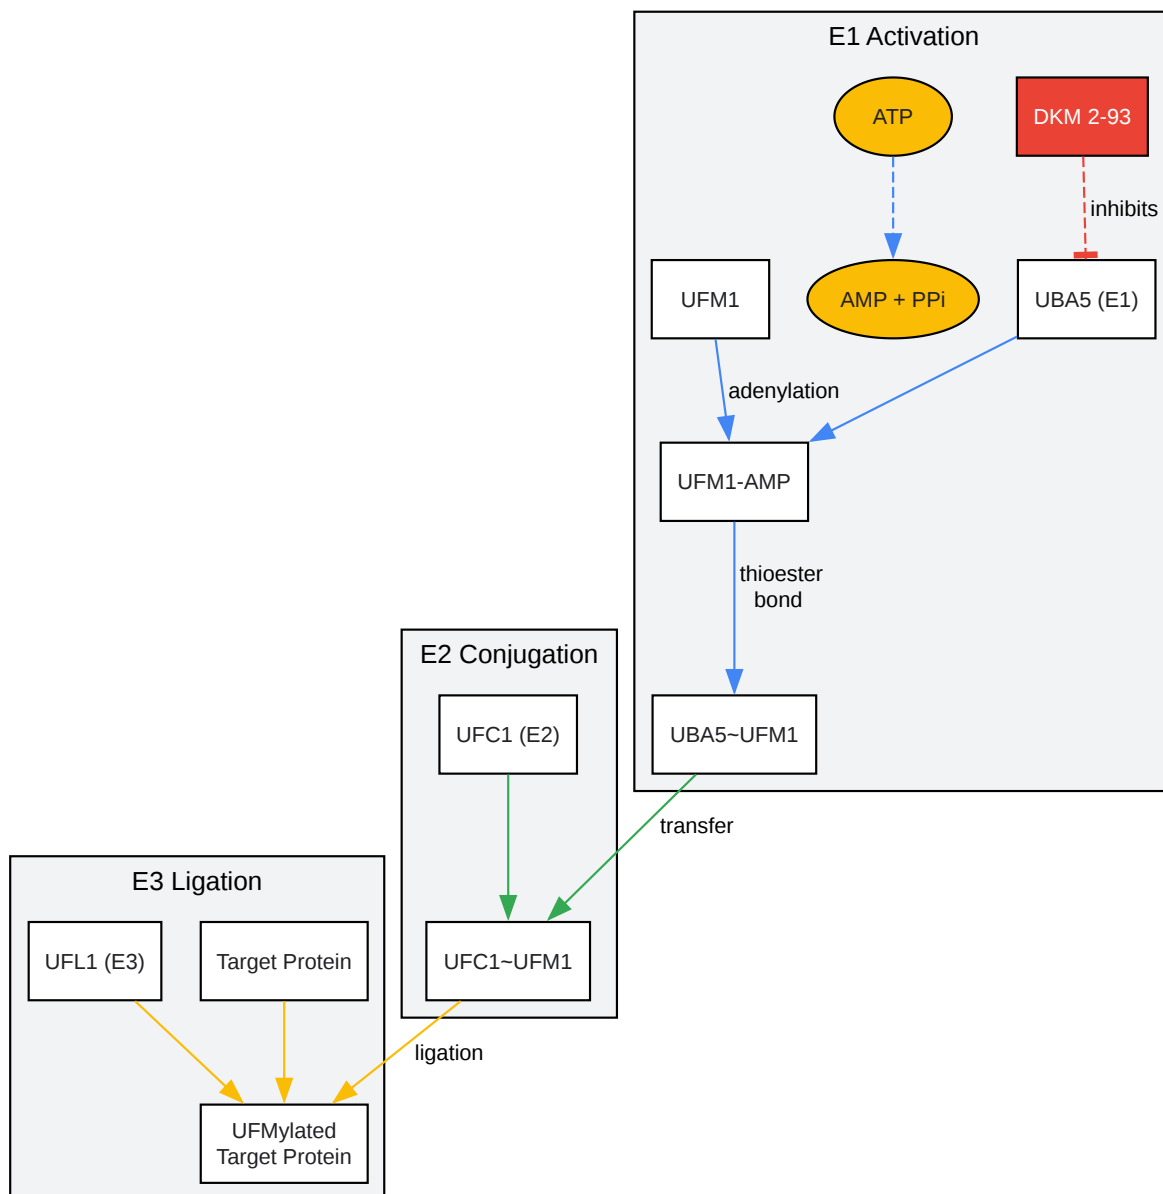 E1 Activation
ATP
DKM 2-93
inhibits
UFM1
AMP + PPi
UBA5 (E1)
adenylation
UFM1-AMP
thioester
bond
E2 Conjugation
UFC1 (E2)
UBA5~UFM1
transfer
E3 Ligation
UFL1 (E3)
Target Protein
UFC1~UFM1
ligation
UFMylated
Target Protein